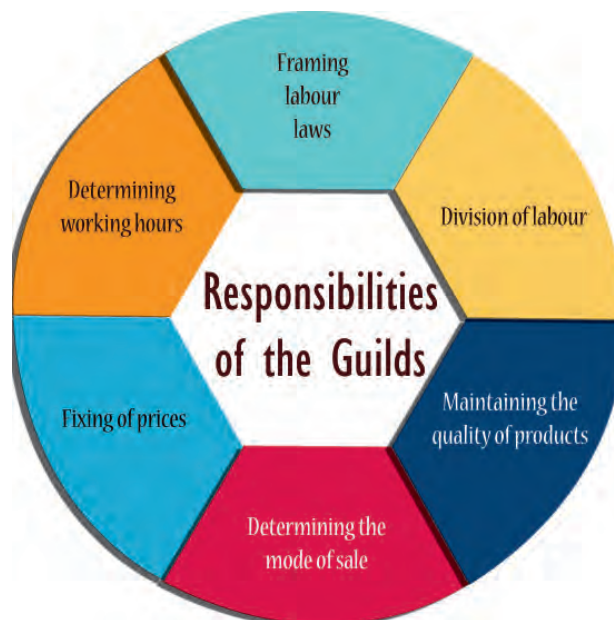 Framing
labour
laws
Division of labour
Maintaining the
quality of products
Determining the
mode of sale
Fixing of prices
Determining
working hours
Responsibilities
of the Guilds